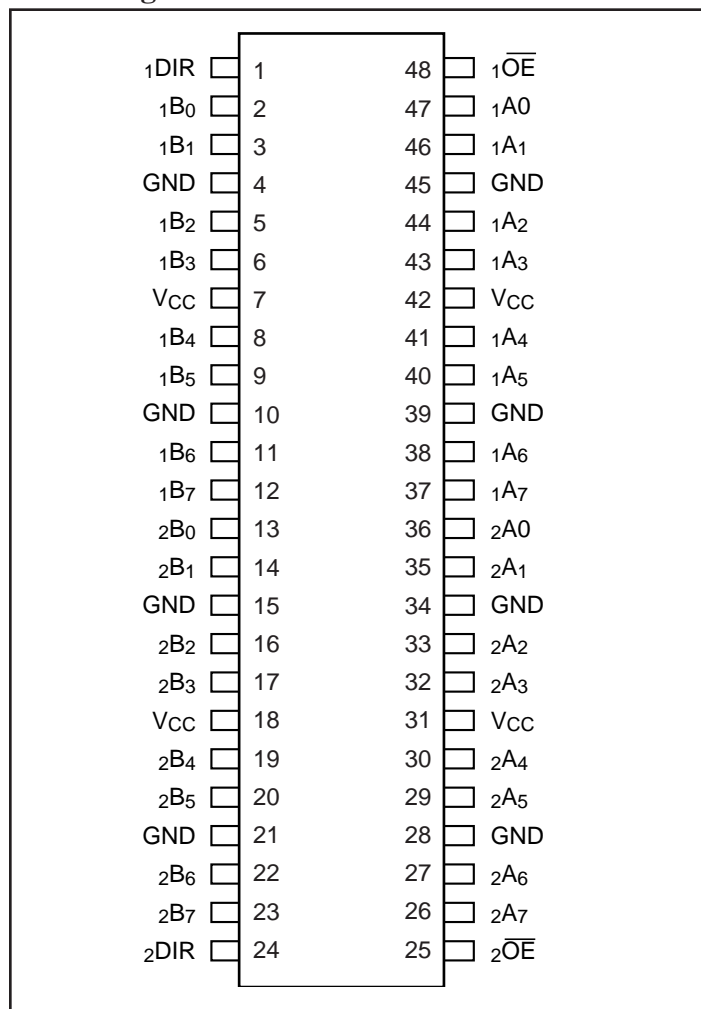 1DIR 1 48 1O̅E̅
1B0 2 47 1A0
1B1 3 46 1A1
GND 4 45 GND
1B2 5 44 1A2
1B3 6 43 1A3
VCC 7 42 VCC
1B4 8 41 1A4
1B5 9 40 1A5
GND 10 39 GND
1B6 11 38 1A6
1B7 12 37 1A7
2B0 13 36 2A0
2B1 14 35 2A1
GND 15 34 GND
2B2 16 33 2A2
2B3 17 32 2A3
VCC 18 31 VCC
2B4 19 30 2A4
2B5 20 29 2A5
GND 21 28 GND
2B6 22 27 2A6
2B7 23 26 2A7
2DIR 24 25 2O̅E̅